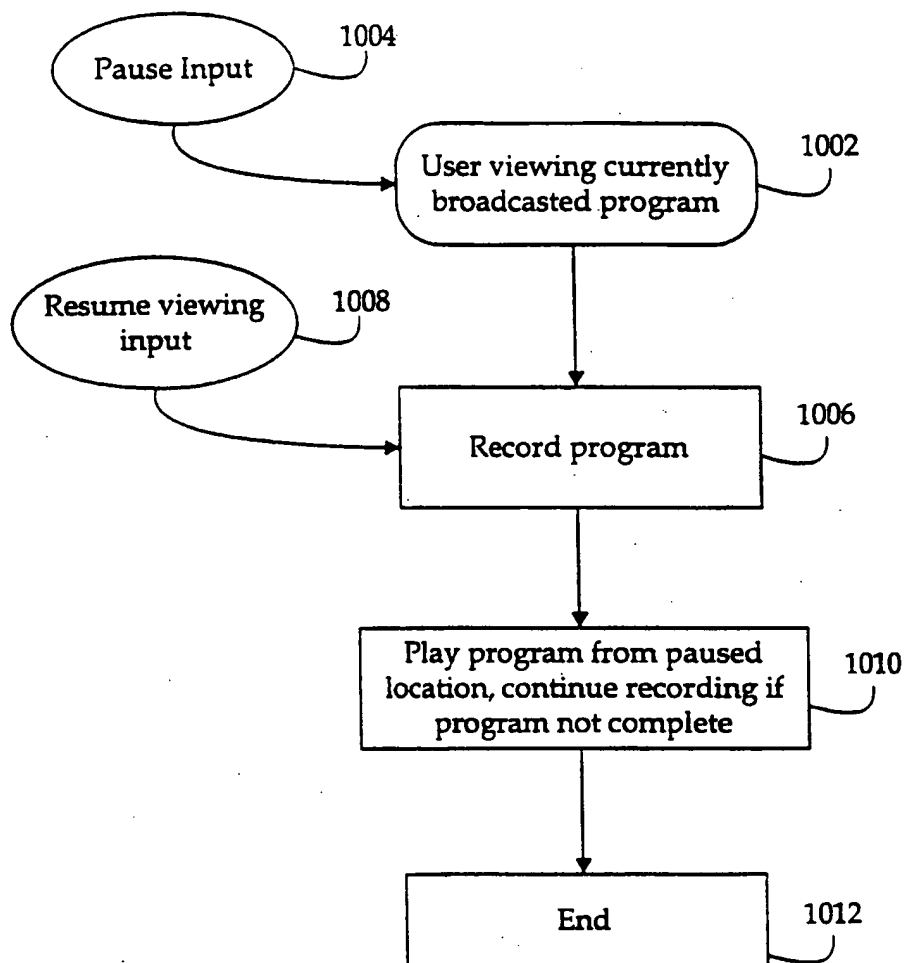 1004
Pause Input
1002
User viewing currently
broadcasted program
1008
Resume viewing
input
1006
Record program
Play program from paused
location, continue recording if
program not complete
1010
End
1012